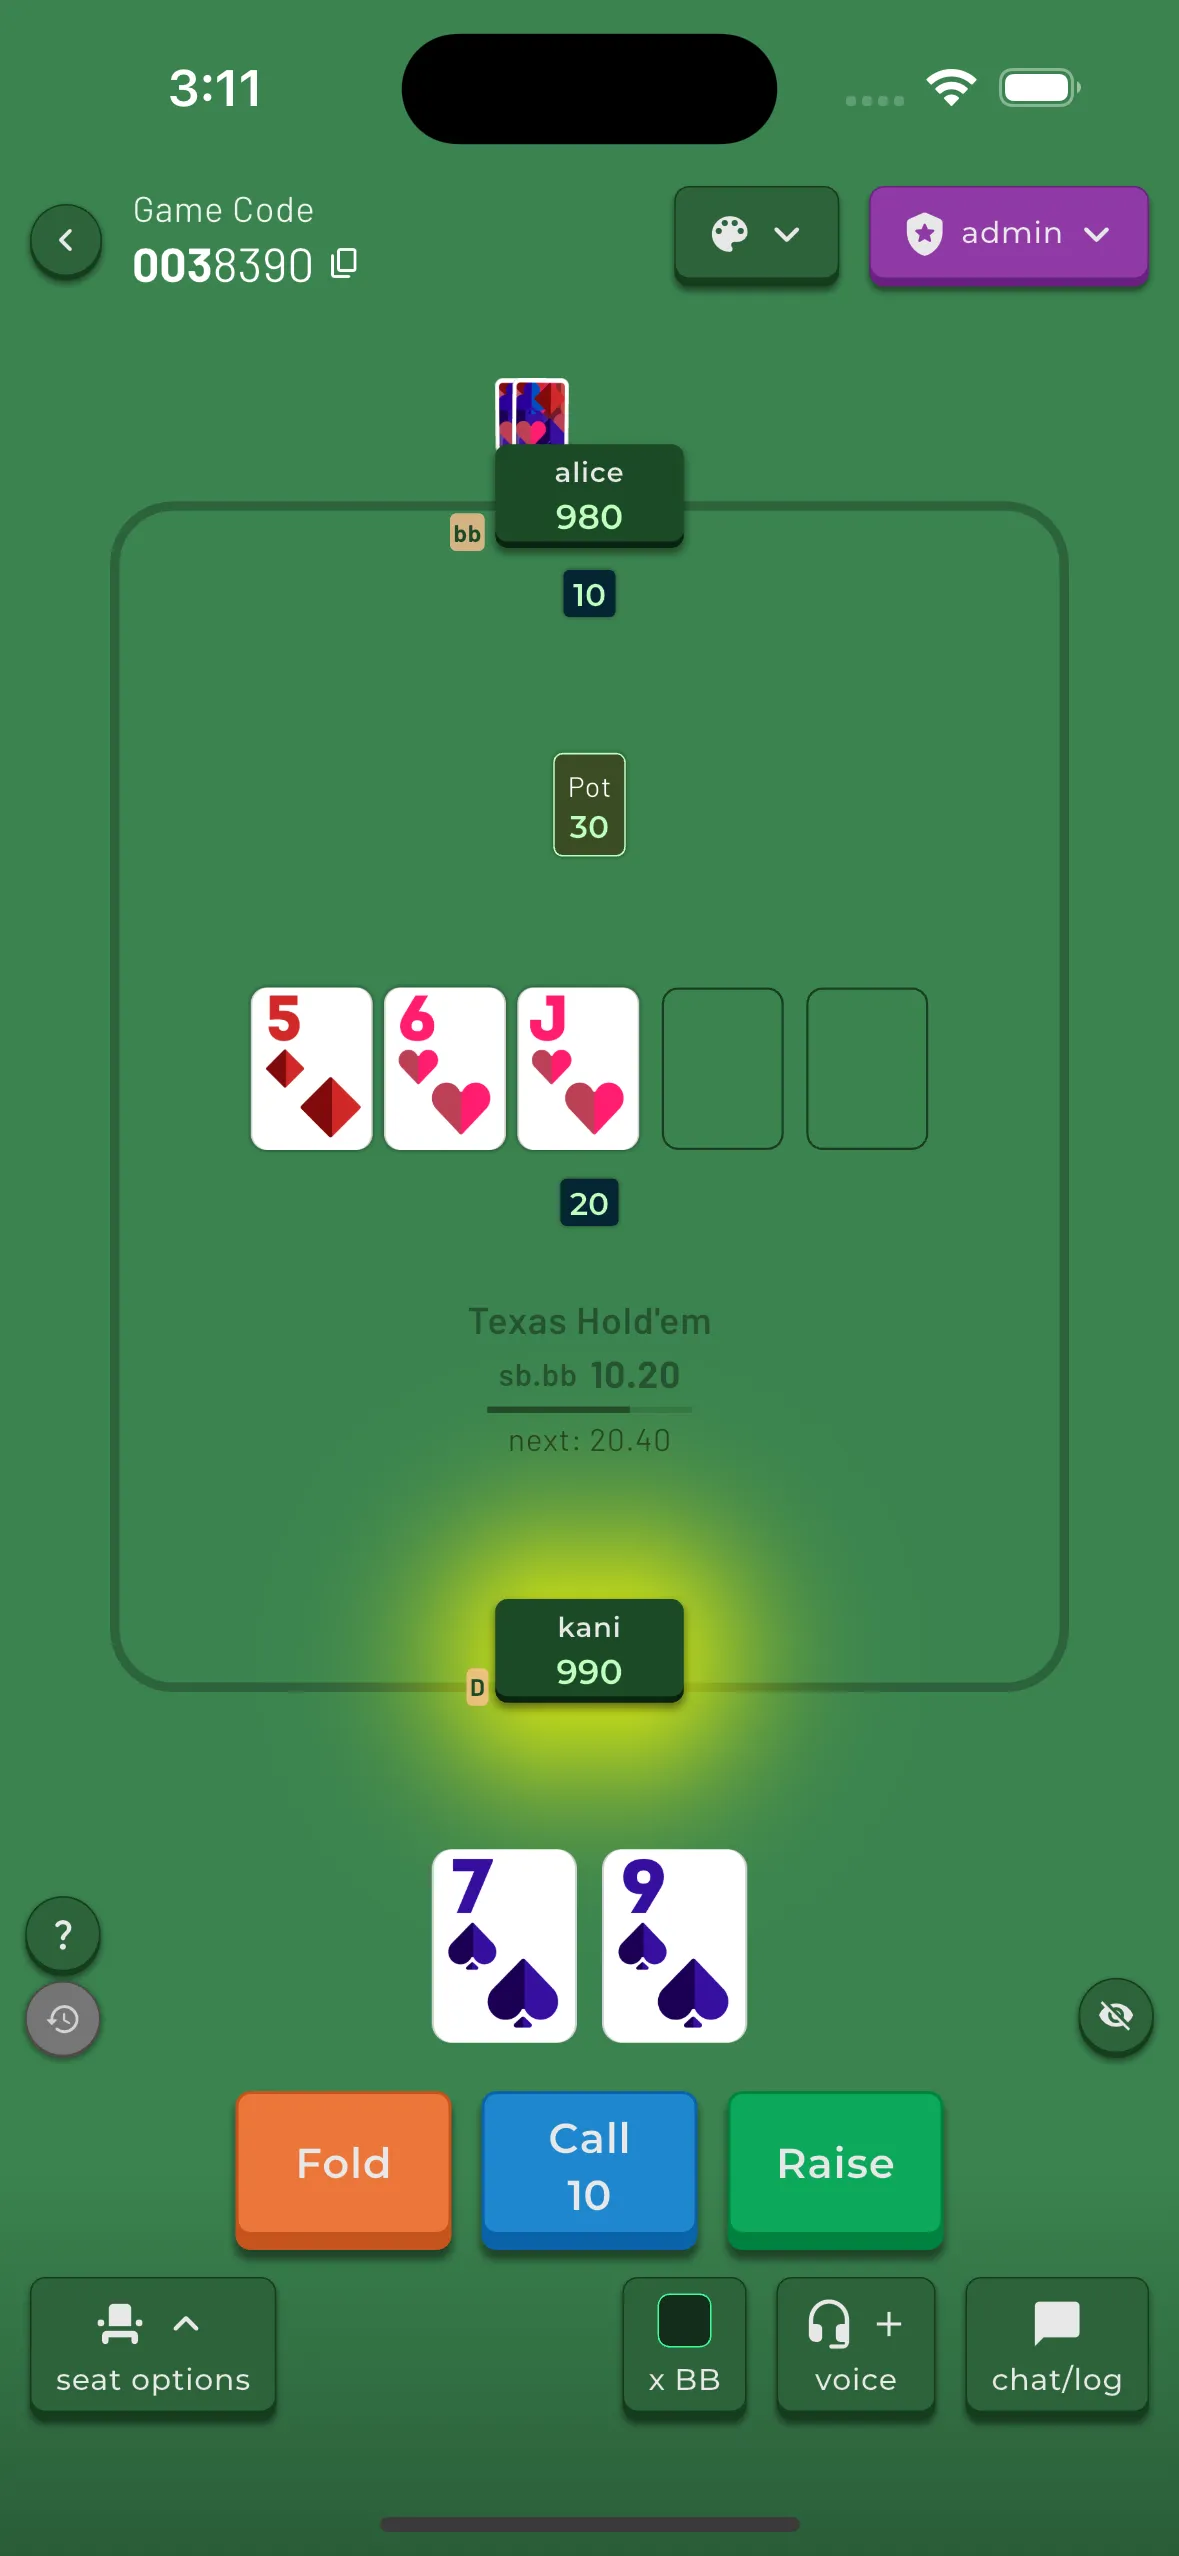 3:11
Game Code
0038390
admin
alice
980
bb
10
Pot
30
5
6
J
20
Texas Hold'em
sb.bb 10.20
next: 20.40
kani
990
D
7
9
?
Fold
Call
10
Raise
seat options
x BB
voice
chat/log